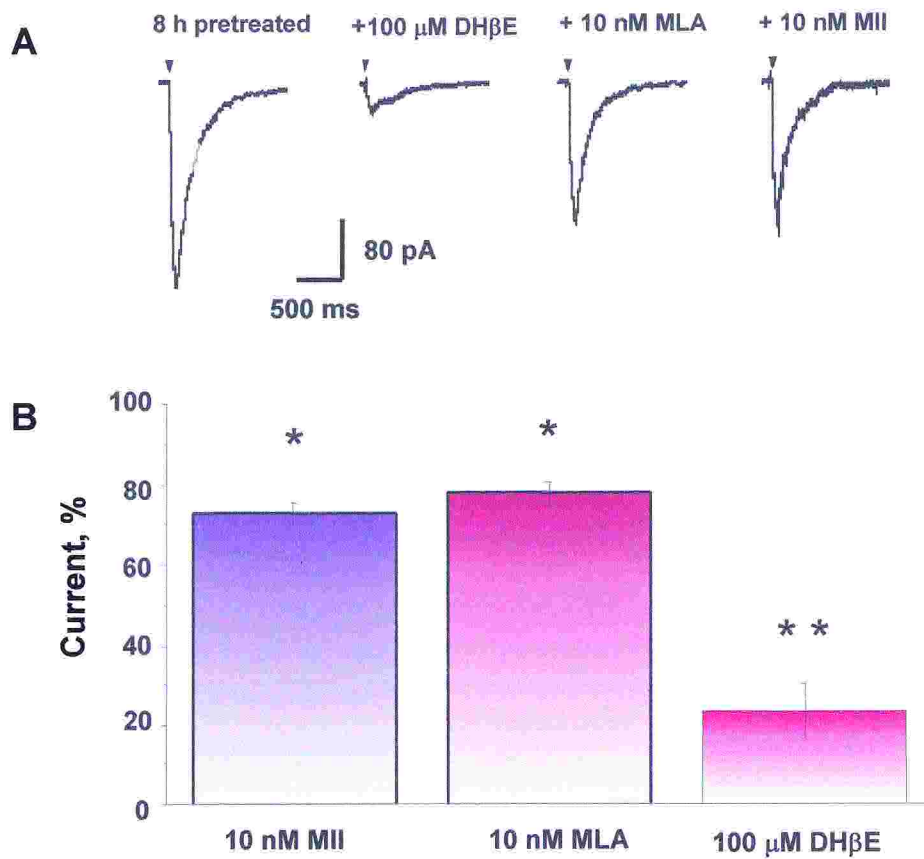 A
8 h pretreated
+100 μM DHβE
+ 10 nM MLA
+ 10 nM MII
80 pA
500 ms
B
Current, %
100
80
60
40
20
0
*
*
* *
10 nM MII
10 nM MLA
100 μM DHβE